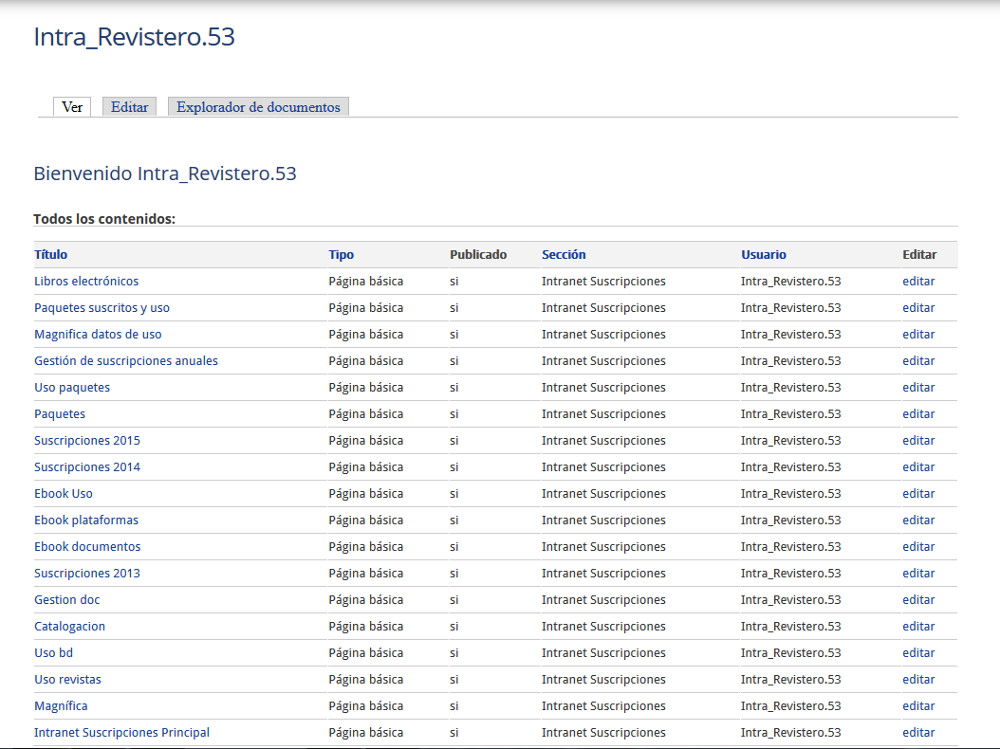 Intra_Revistero.53
Ver Editar Explorador de documentos
Bienvenido Intra_Revistero.53
Todos los contenidos:
Título Tipo Publicado Sección Usuario Editar
Libros electrónicos Página básica si Intranet Suscripciones Intra_Revistero.53 editar
Paquetes suscritos y uso Página básica si Intranet Suscripciones Intra_Revistero.53 editar
Magnifica datos de uso Página básica si Intranet Suscripciones Intra_Revistero.53 editar
Gestión de suscripciones anuales Página básica si Intranet Suscripciones Intra_Revistero.53 editar
Uso paquetes Página básica si Intranet Suscripciones Intra_Revistero.53 editar
Paquetes Página básica si Intranet Suscripciones Intra_Revistero.53 editar
Suscripciones 2015 Página básica si Intranet Suscripciones Intra_Revistero.53 editar
Suscripciones 2014 Página básica si Intranet Suscripciones Intra_Revistero.53 editar
Ebook Uso Página básica si Intranet Suscripciones Intra_Revistero.53 editar
Ebook plataformas Página básica si Intranet Suscripciones Intra_Revistero.53 editar
Ebook documentos Página básica si Intranet Suscripciones Intra_Revistero.53 editar
Suscripciones 2013 Página básica si Intranet Suscripciones Intra_Revistero.53 editar
Gestion doc Página básica si Intranet Suscripciones Intra_Revistero.53 editar
Catalogacion Página básica si Intranet Suscripciones Intra_Revistero.53 editar
Uso bd Página básica si Intranet Suscripciones Intra_Revistero.53 editar
Uso revistas Página básica si Intranet Suscripciones Intra_Revistero.53 editar
Magnífica Página básica si Intranet Suscripciones Intra_Revistero.53 editar
Intranet Suscripciones Principal Página básica si Intranet Suscripciones Intra_Revistero.53 editar